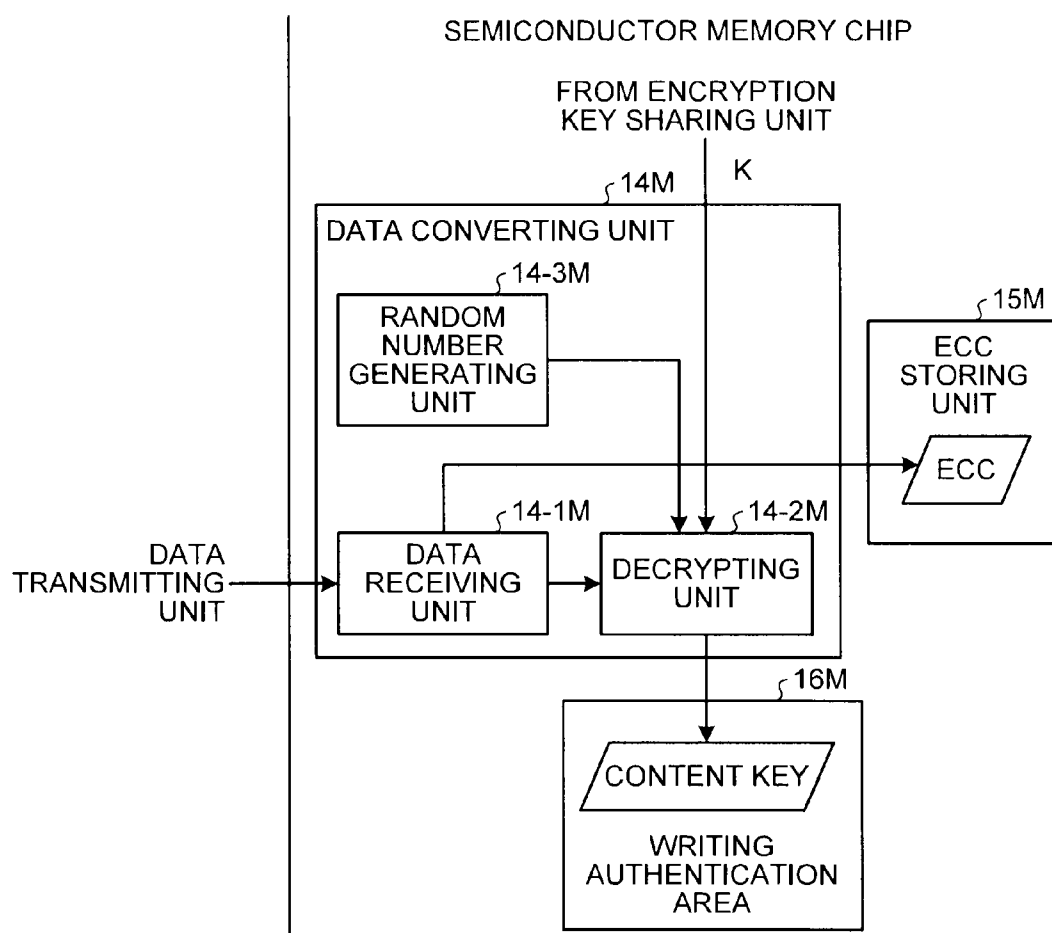 SEMICONDUCTOR MEMORY CHIP
FROM ENCRYPTION
KEY SHARING UNIT
K
14M
DATA CONVERTING UNIT
14-3M
RANDOM
NUMBER
GENERATING
UNIT
15M
ECC
STORING
UNIT
ECC
14-1M
DATA
RECEIVING
UNIT
14-2M
DECRYPTING
UNIT
DATA
TRANSMITTING
UNIT
16M
CONTENT KEY
WRITING
AUTHENTICATION
AREA